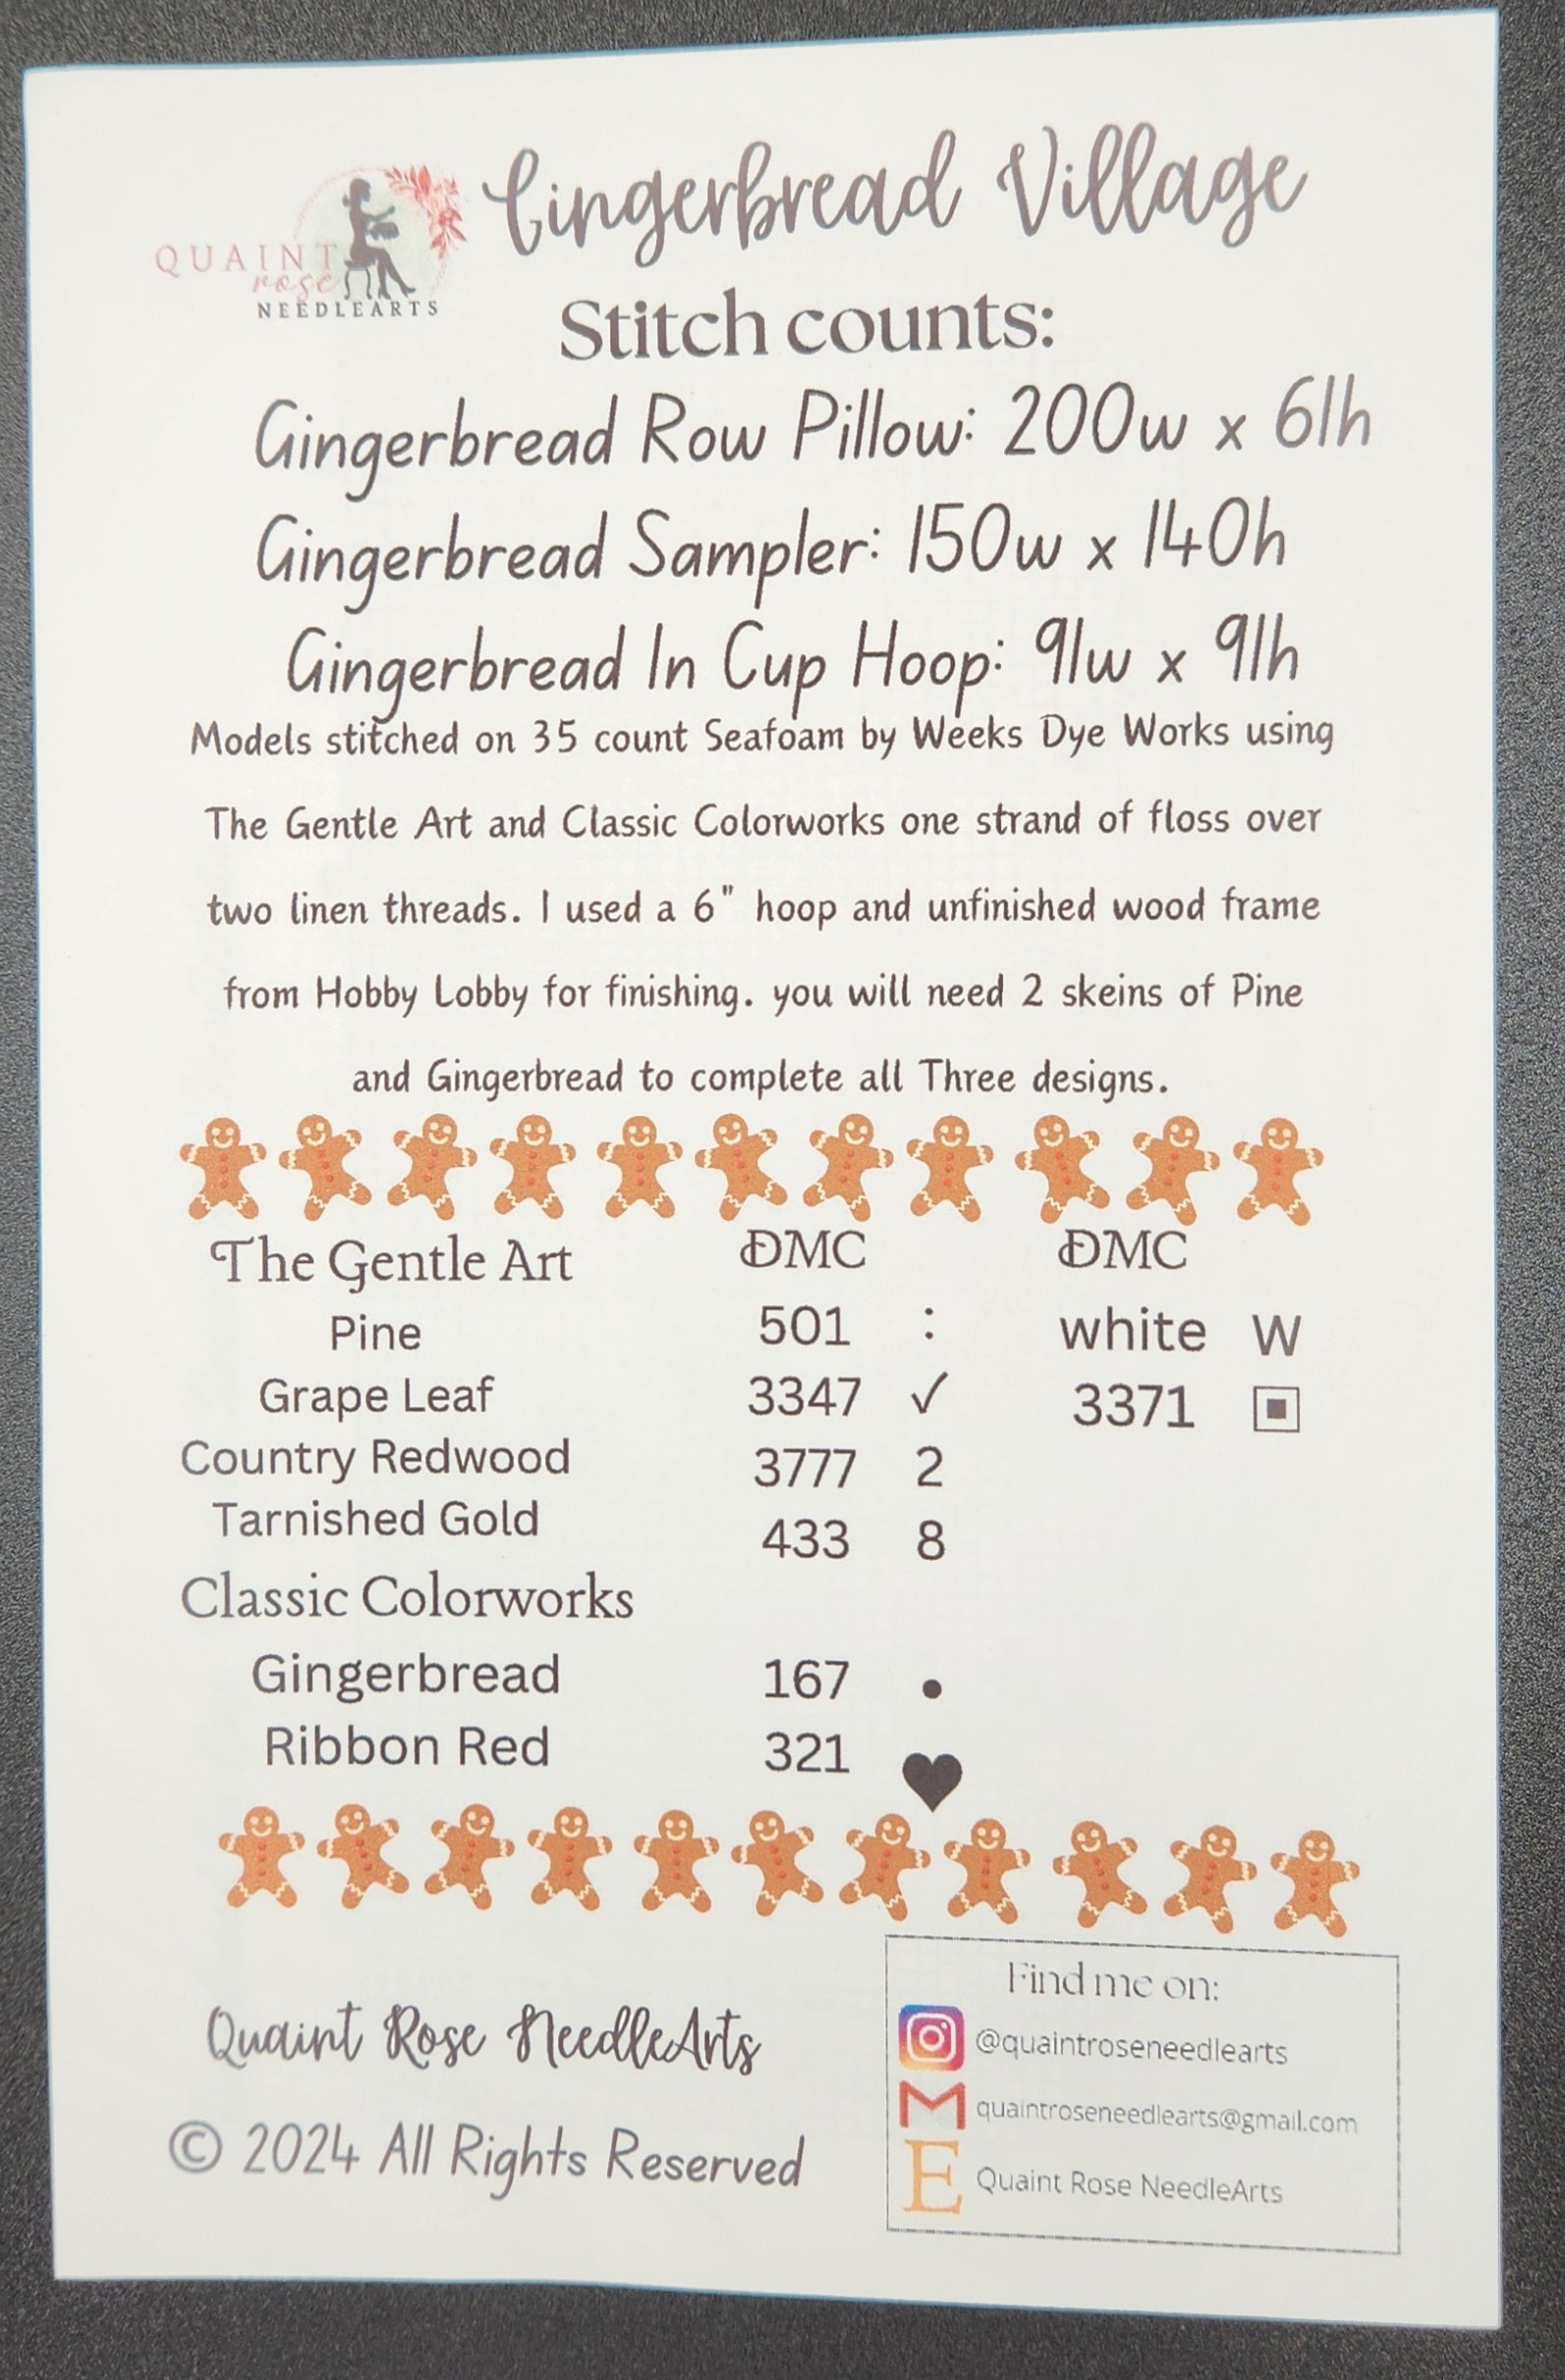 QUAINT
rose
NEEDLEARTS
Gingerbread Village
Stitch counts:
Gingerbread Row Pillow: 200w x 61h
Gingerbread Sampler: 150w x 140h
Gingerbread In Cup Hoop: 91w x 91h
Models stitched on 35 count Seafoam by Weeks Dye Works using
The Gentle Art and Classic Colorworks one strand of floss over
two linen threads. I used a 6" hoop and unfinished wood frame
from Hobby Lobby for finishing. you will need 2 skeins of Pine
and Gingerbread to complete all Three designs.
The Gentle Art DMC DMC
Pine 501 : white W
Grape Leaf 3347 ✓ 3371 ▣
Country Redwood 3777 2
Tarnished Gold 433 8
Classic Colorworks
Gingerbread 167 •
Ribbon Red 321 ♥
Quaint Rose NeedleArts
© 2024 All Rights Reserved
Find me on:
@quaintroseneedlearts
quaintroseneedlearts@gmail.com
E Quaint Rose NeedleArts